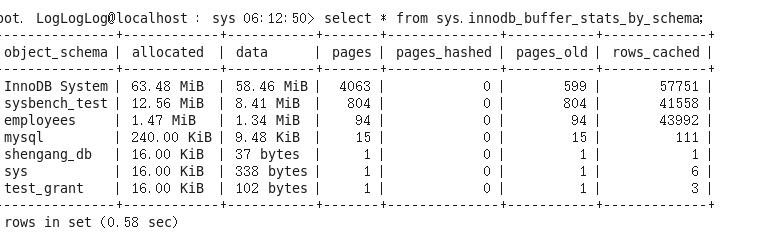 oot. LogLogLog@localhost : sys 06:12:50> select * from sys.innodb_buffer_stats_by_schema;
--------------+------------+-----------+-------+--------------+-----------+-------------+
object_schema | allocated | data | pages | pages_hashed | pages_old | rows_cached |
--------------+------------+-----------+-------+--------------+-----------+-------------+
InnoDB System | 63.48 MiB | 58.46 MiB | 4063 | 0 | 599 | 57751 |
sysbench_test | 12.56 MiB | 8.41 MiB | 804 | 0 | 804 | 41558 |
employees | 1.47 MiB | 1.34 MiB | 94 | 0 | 94 | 43992 |
mysql | 240.00 KiB | 9.48 KiB | 15 | 0 | 15 | 111 |
shengang_db | 16.00 KiB | 37 bytes | 1 | 0 | 1 | 1 |
sys | 16.00 KiB | 338 bytes | 1 | 0 | 1 | 6 |
test_grant | 16.00 KiB | 102 bytes | 1 | 0 | 1 | 3 |
--------------+------------+-----------+-------+--------------+-----------+-------------+
rows in set (0.58 sec)